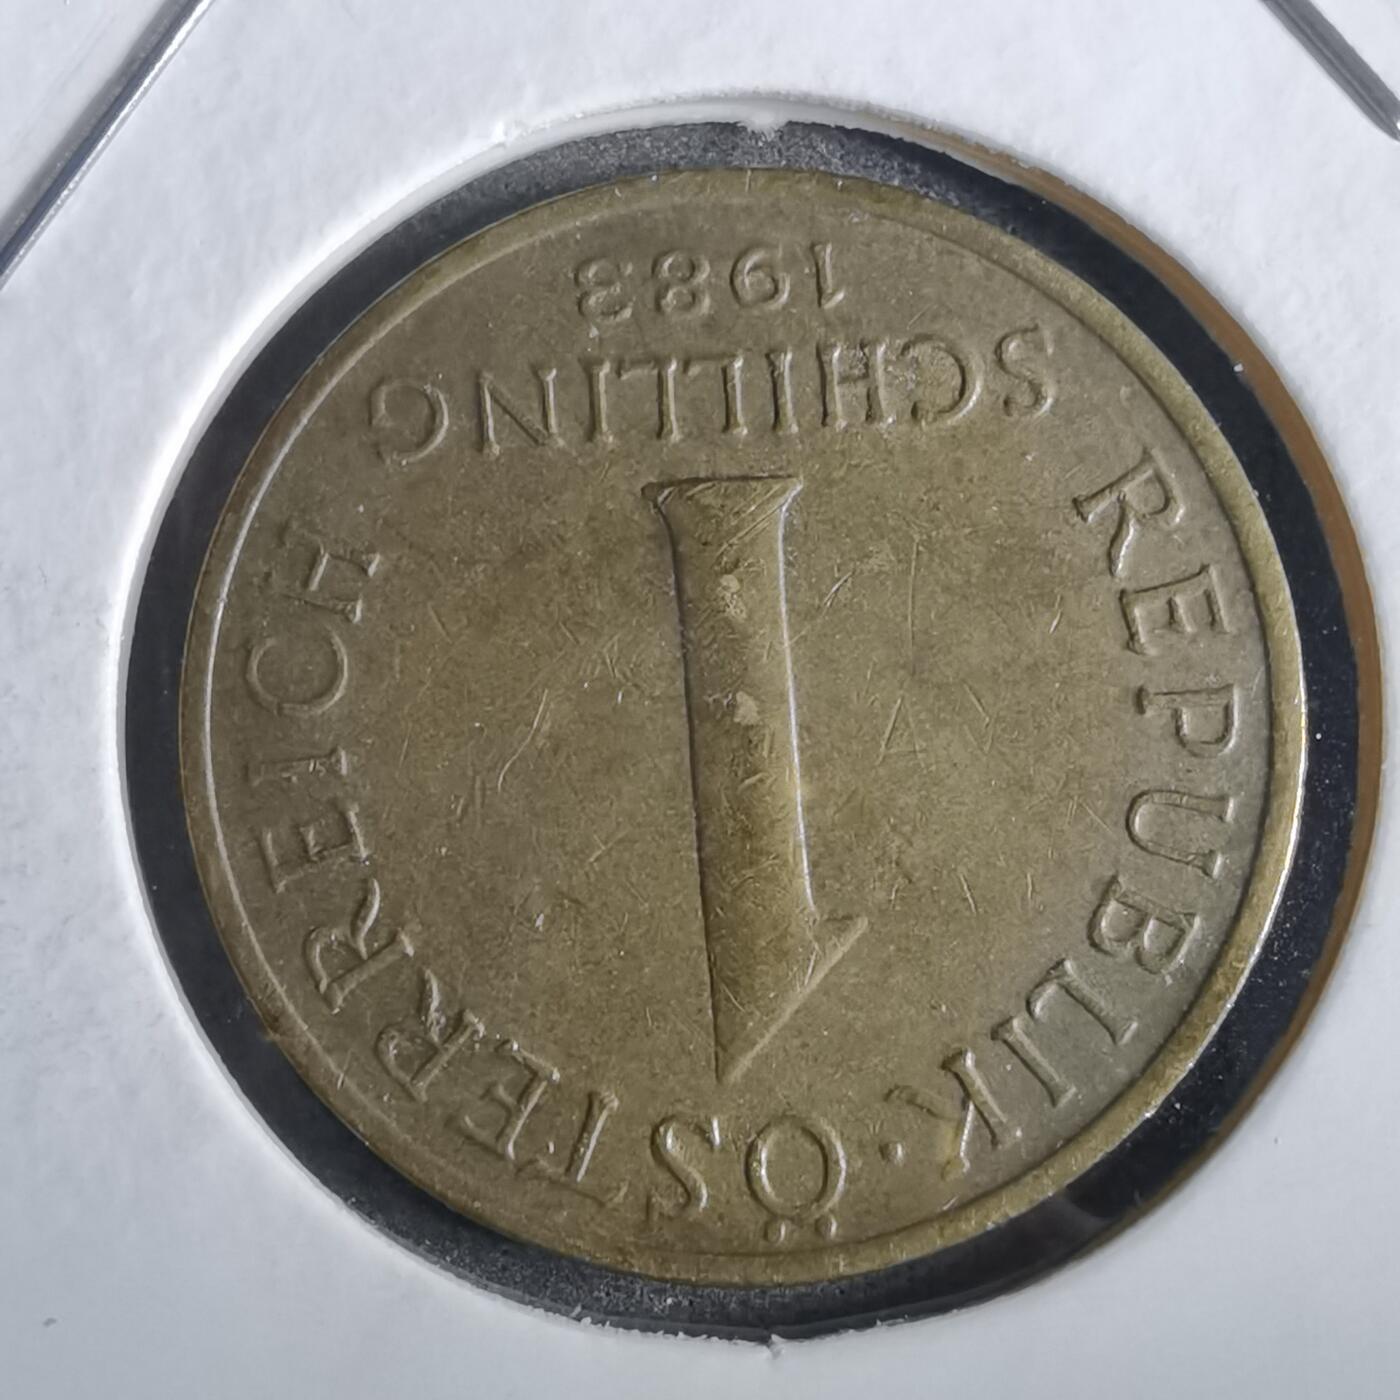 REPUBLIK · ÖSTERREICH
1
SCHILLING
1983